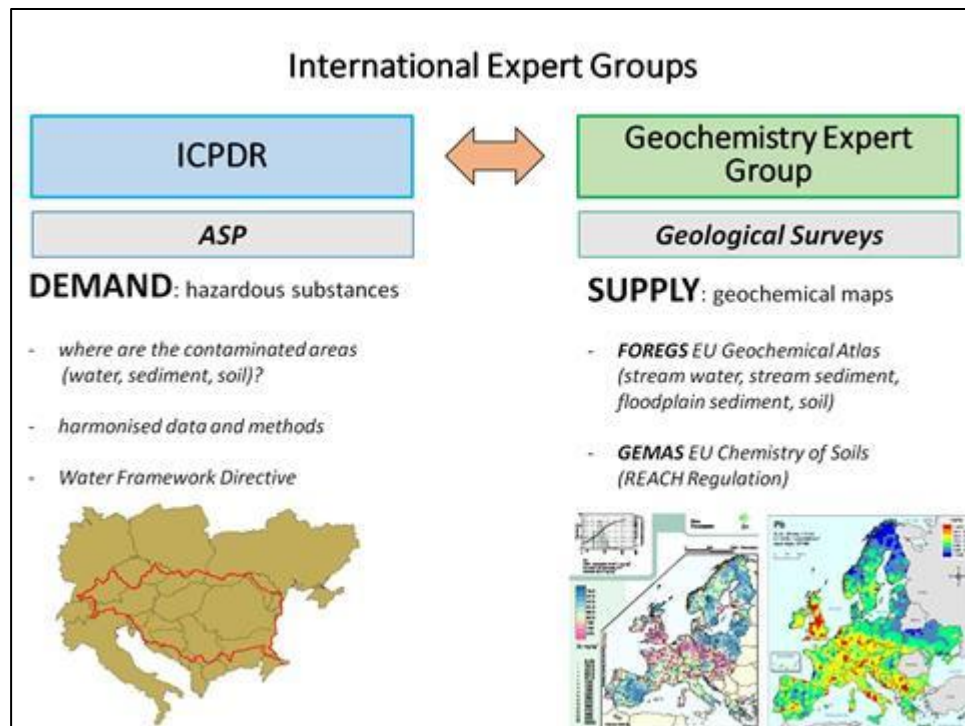 International Expert Groups
ICPDR
Geochemistry Expert
Group
ASP
Geological Surveys
DEMAND: hazardous substances
- where are the contaminated areas
(water, sediment, soil)?
- harmonised data and methods
- Water Framework Directive
SUPPLY: geochemical maps
- FOREGS EU Geochemical Atlas
(stream water, stream sediment,
floodplain sediment, soil)
- GEMAS EU Chemistry of Soils
(REACH Regulation)
Pb